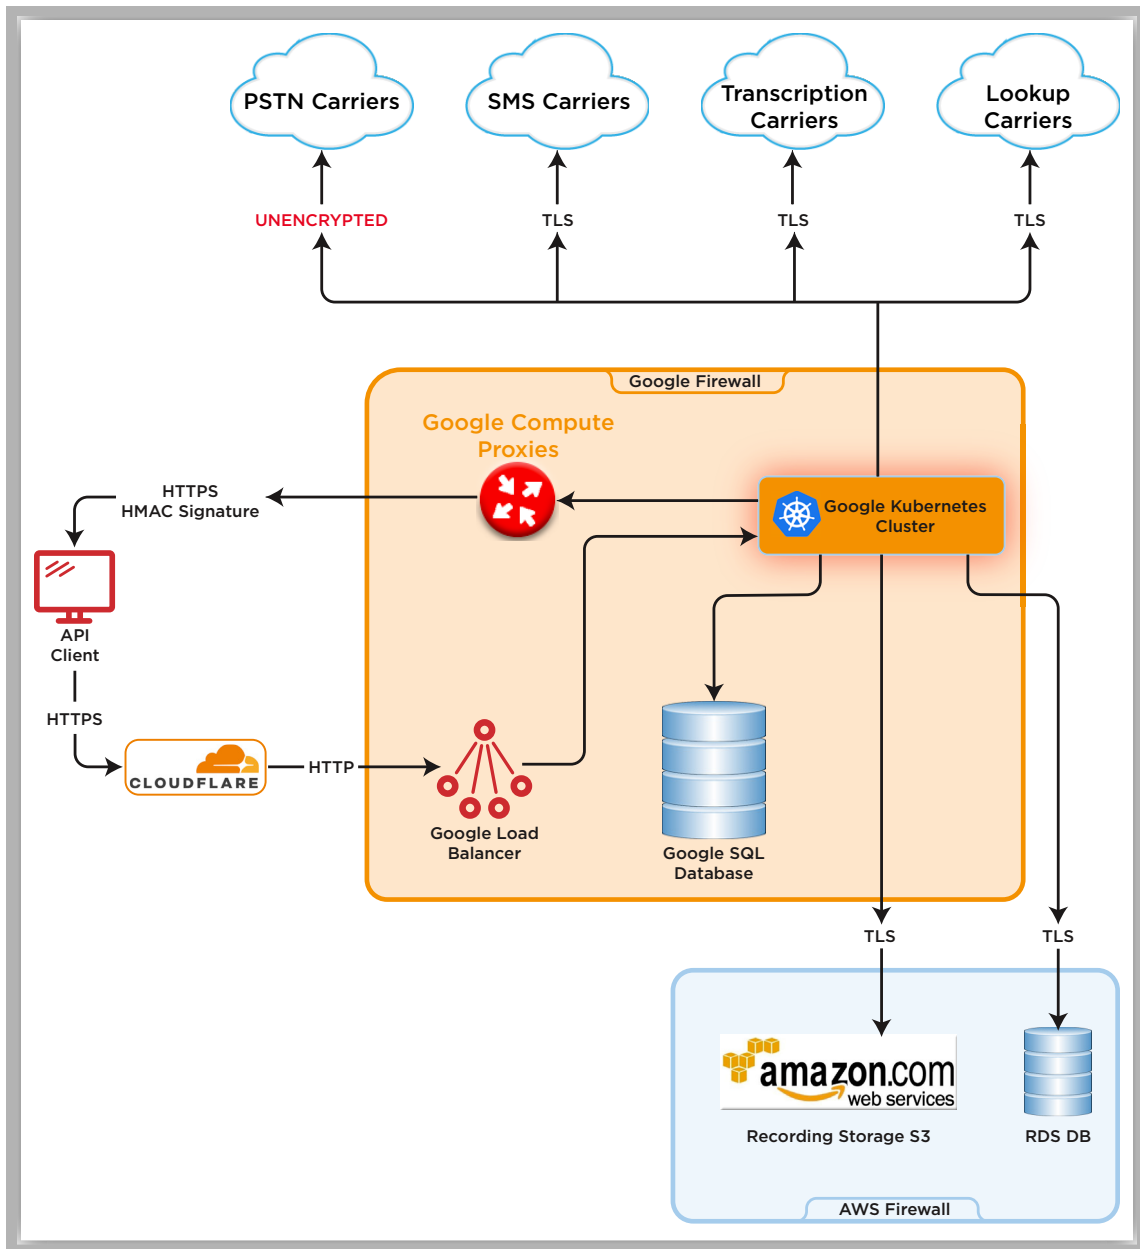 PSTN Carriers
SMS Carriers
Transcription
Carriers
Lookup
Carriers
UNENCRYPTED
TLS
TLS
TLS
Google Firewall
Google Compute
Proxies
HTTPS
HMAC Signature
Google Kubernetes
Cluster
API
Client
HTTPS
CLOUDFLARE
HTTP
Google Load
Balancer
Google SQL
Database
TLS
TLS
amazon.com
web services
Recording Storage S3
RDS DB
AWS Firewall